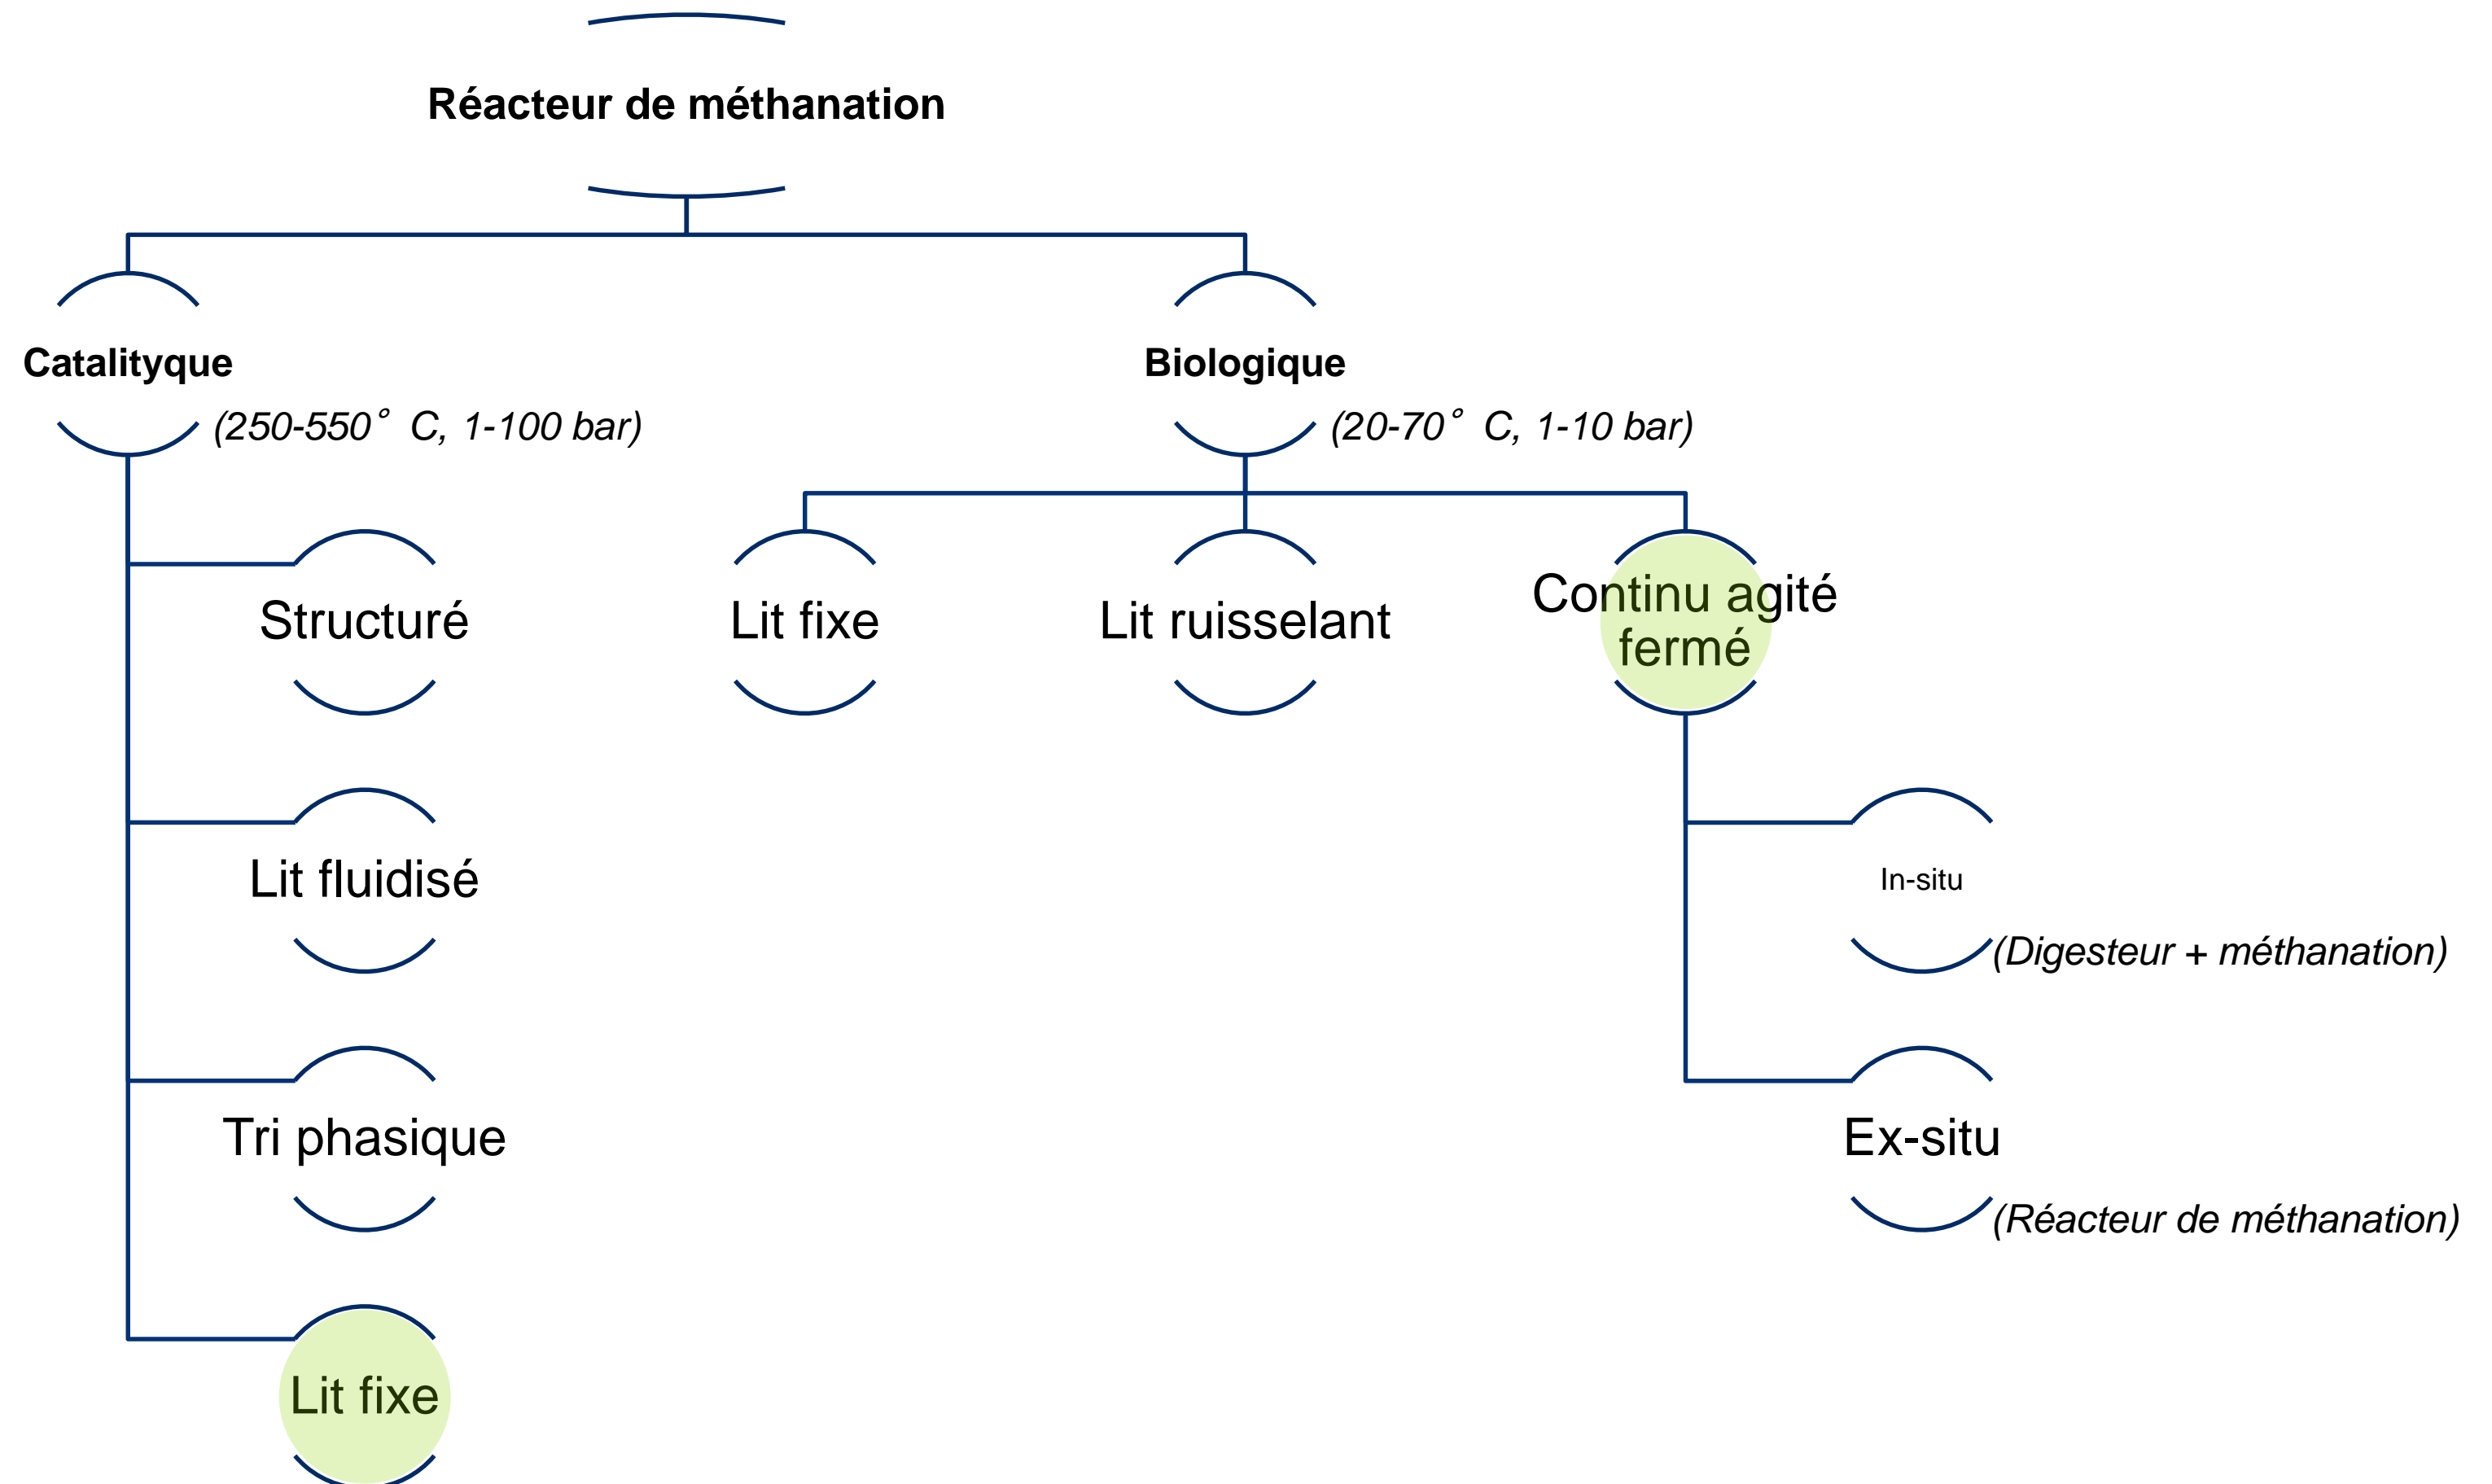 Réacteur de méthanation
Catalityque
(250-550° C, 1-100 bar)
Biologique
(20-70° C, 1-10 bar)
Structuré
Lit fixe
Lit ruisselant
Continu agité
fermé
Lit fluidisé
In-situ
(Digesteur + méthanation)
Tri phasique
Ex-situ
(Réacteur de méthanation)
Lit fixe